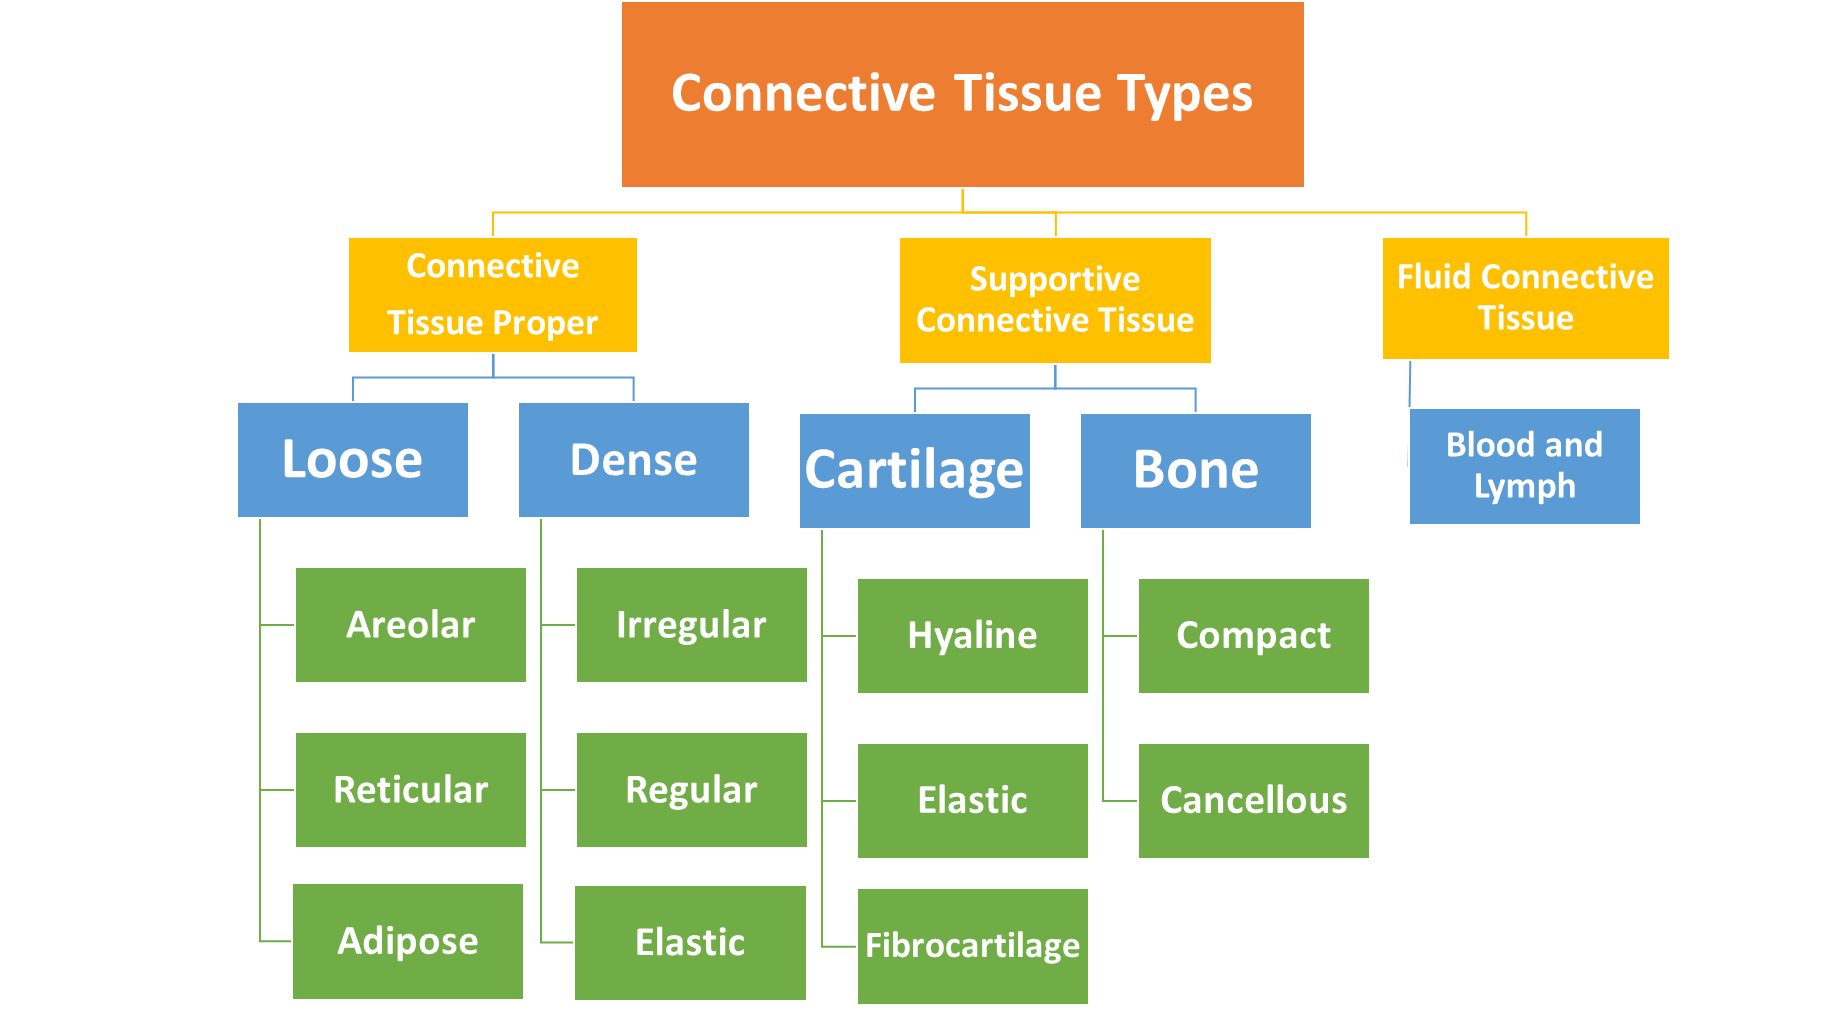 Connective Tissue Types
Connective
Tissue Proper
Supportive
Connective Tissue
Fluid Connective
Tissue
Loose
Dense
Cartilage
Bone
Blood and
Lymph
Areolar
Irregular
Hyaline
Compact
Reticular
Regular
Elastic
Cancellous
Adipose
Elastic
Fibrocartilage